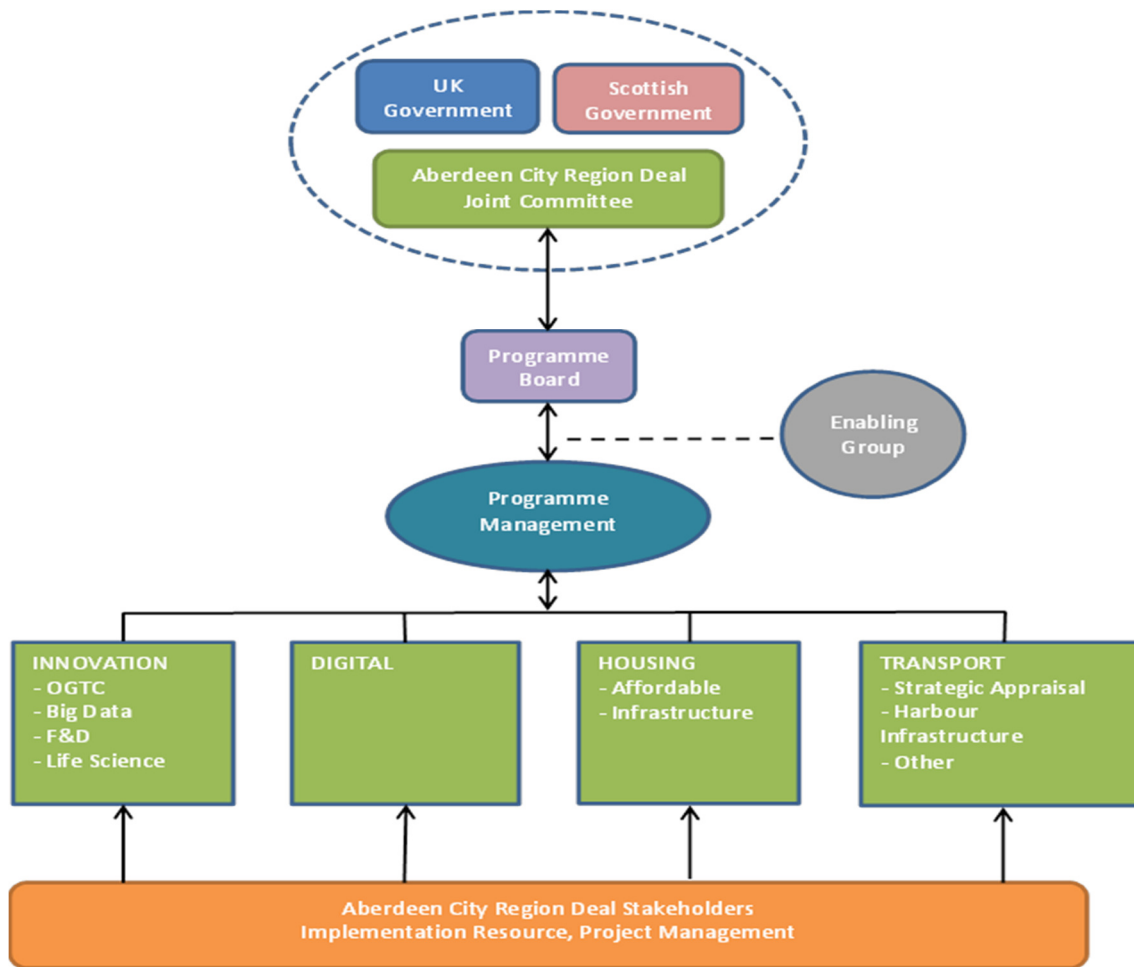 UK
Government
Scottish
Government
Aberdeen City Region Deal
Joint Committee
Programme
Board
Enabling
Group
Programme
Management
INNOVATION
- OGTC
- Big Data
- F&D
- Life Science
DIGITAL
HOUSING
- Affordable
- Infrastructure
TRANSPORT
- Strategic Appraisal
- Harbour
Infrastructure
- Other
Aberdeen City Region Deal Stakeholders
Implementation Resource, Project Management